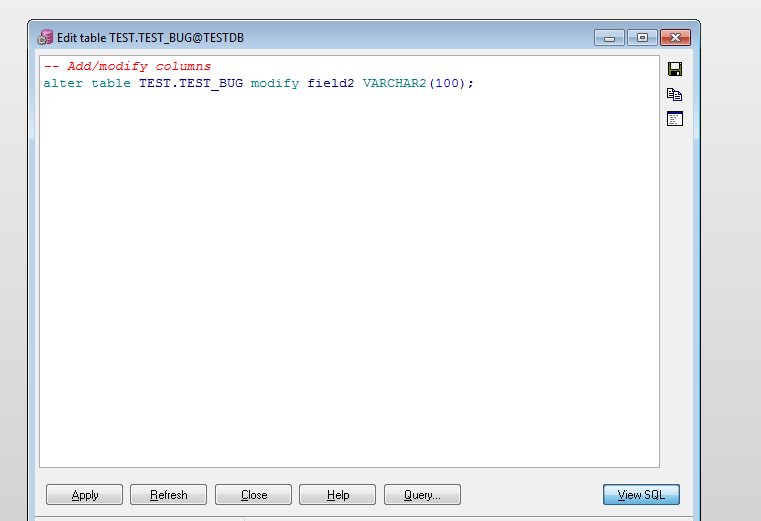 Edit table TEST.TEST_BUG@TESTDB
-- Add/modify columns
alter table TEST.TEST_BUG modify field2 VARCHAR2(100);
Apply Refresh Close Help Query... View SQL